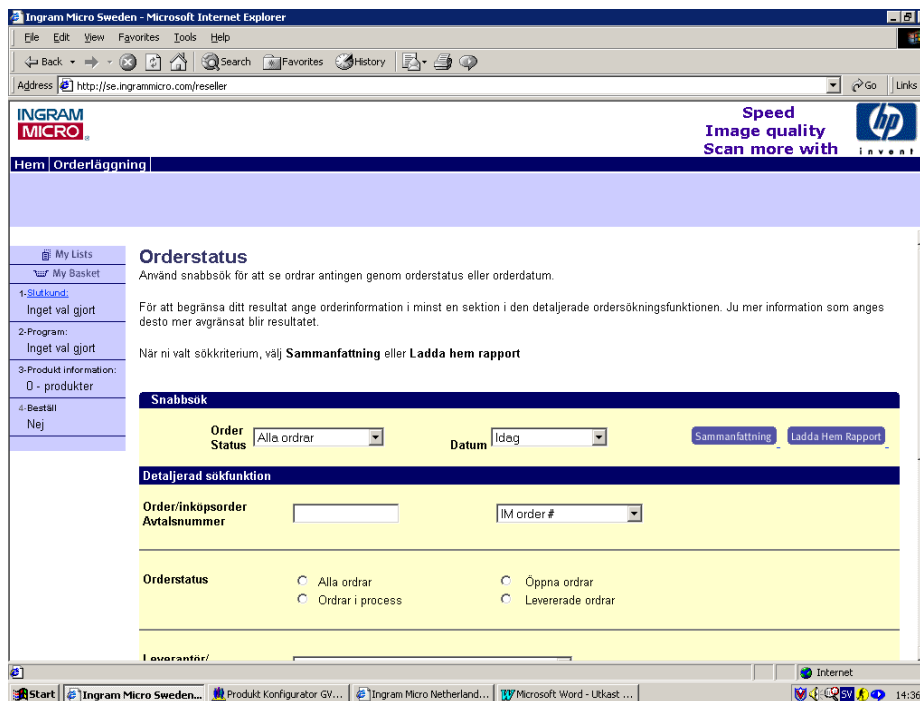 Ingram Micro Sweden - Microsoft Internet Explorer
File Edit View Favorites Tools Help
Back Search Favorites History
Address http://se.ingrammicro.com/reseller Go Links
INGRAM
MICRO
Speed
Image quality
Scan more with
hp
invent
Hem Orderläggning
My Lists
My Basket
1-Slutkund:
Inget val gjort
2-Program:
Inget val gjort
3-Produkt information:
0 - produkter
4-Beställ
Nej
Orderstatus
Använd snabbsök för att se ordrar antingen genom orderstatus eller orderdatum.
För att begränsa ditt resultat ange orderinformation i minst en sektion i den detaljerade ordersökningsfunktionen. Ju mer information som anges
desto mer avgränsat blir resultatet.
När ni valt sökkriterium, välj Sammanfattning eller Ladda hem rapport
Snabbsök
Order
Status Alla ordrar Datum Idag Sammanfattning Ladda Hem Rapport
Detaljerad sökfunktion
Order/inköpsorder
Avtalsnummer IM order #
Orderstatus Alla ordrar Öppna ordrar
Ordrar i process Levererade ordrar
Leverantör/
Internet
Start Ingram Micro Sweden... Produkt Konfigurator GV... Ingram Micro Netherland... Microsoft Word - Utkast ... SV 14:36